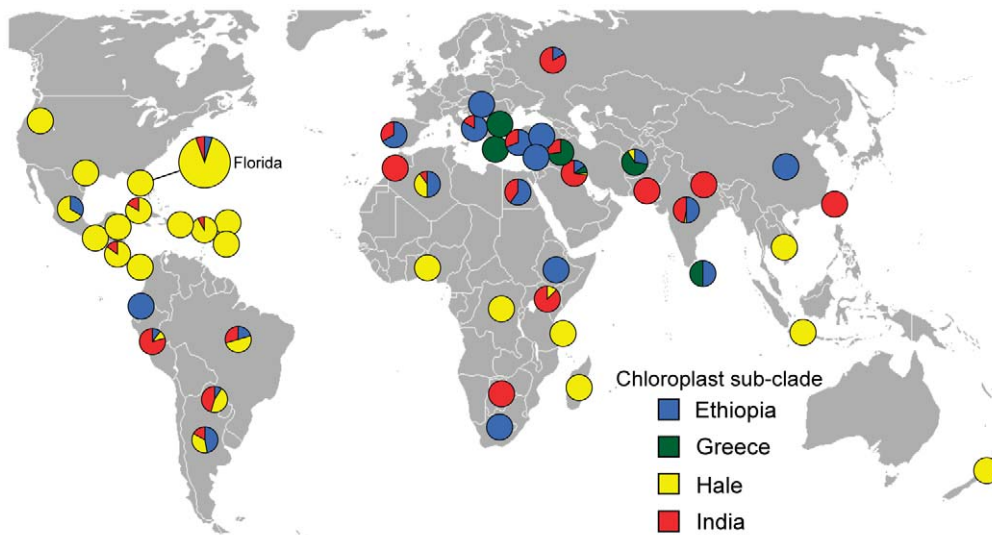 Florida
Chloroplast sub-clade
Ethiopia
Greece
Hale
India